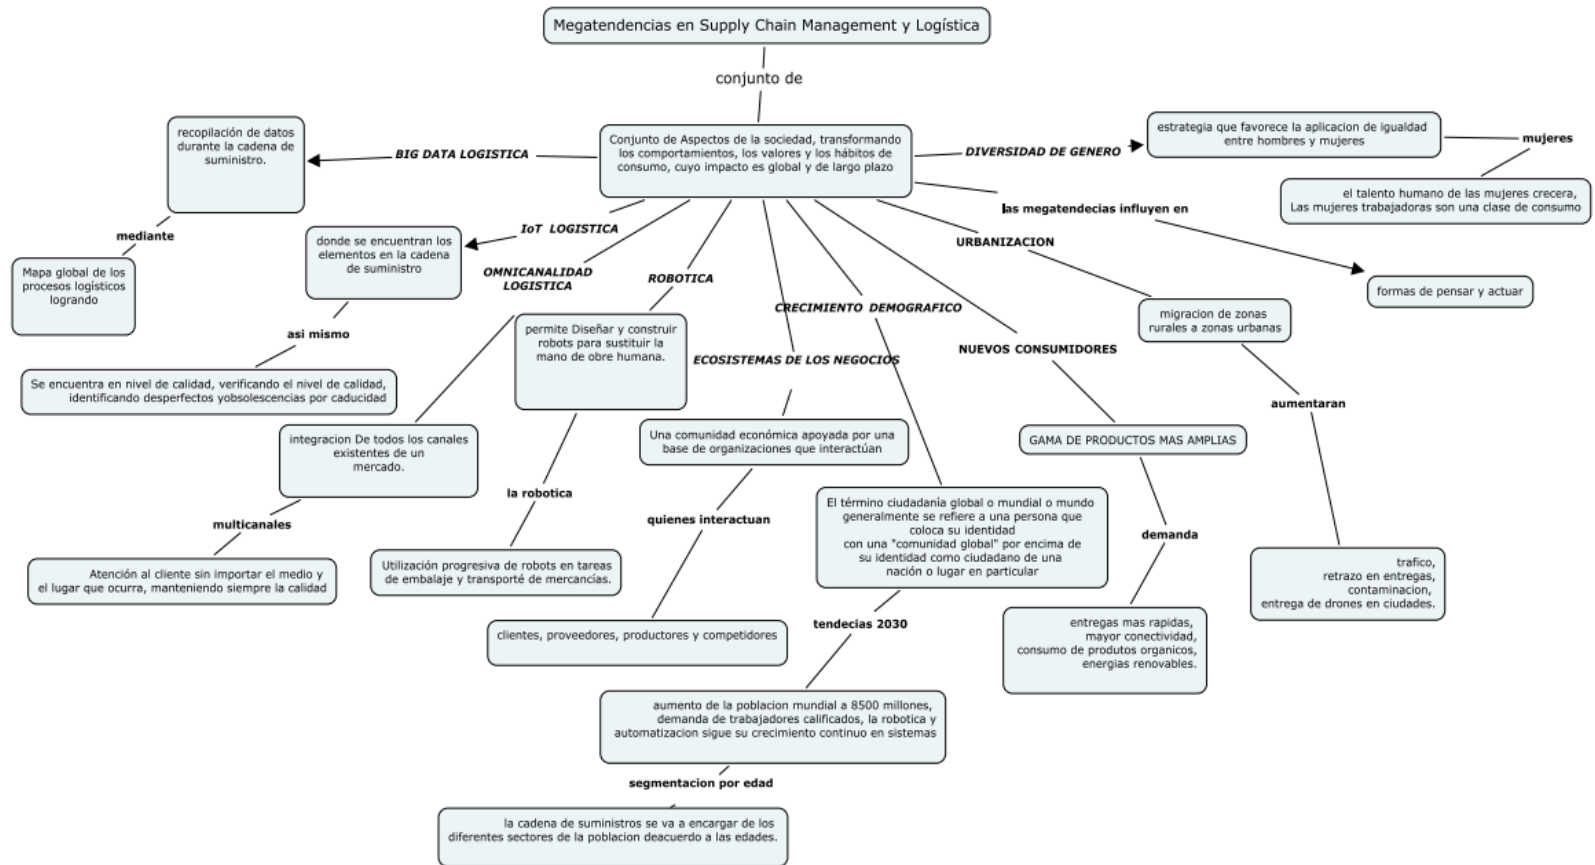 Megatendencias en Supply Chain Management y Logística
conjunto de
Conjunto de Aspectos de la sociedad, transformando
los comportamientos, los valores y los hábitos de
consumo, cuyo impacto es global y de largo plazo
BIG DATA LOGISTICA
recopilación de datos
durante la cadena de
suministro.
mediante
Mapa global de los
procesos logísticos
logrando
IoT LOGISTICA
donde se encuentran los
elementos en la cadena
de suministro
asi mismo
Se encuentra en nivel de calidad, verificando el nivel de calidad,
identificando desperfectos yobsolescencias por caducidad
OMNICANALIDAD
LOGISTICA
integracion De todos los canales
existentes de un
mercado.
multicanales
Atención al cliente sin importar el medio y
el lugar que ocurra, manteniendo siempre la calidad
ROBOTICA
permite Diseñar y construir
robots para sustituir la
mano de obre humana.
la robotica
Utilización progresiva de robots en tareas
de embalaje y transporté de mercancías.
ECOSISTEMAS DE LOS NEGOCIOS
Una comunidad económica apoyada por una
base de organizaciones que interactúan
quienes interactuan
clientes, proveedores, productores y competidores
CRECIMIENTO DEMOGRAFICO
El término ciudadanía global o mundial o mundo
generalmente se refiere a una persona que
coloca su identidad
con una "comunidad global" por encima de
su identidad como ciudadano de una
nación o lugar en particular
tendecias 2030
aumento de la poblacion mundial a 8500 millones,
demanda de trabajadores calificados, la robotica y
automatizacion sigue su crecimiento continuo en sistemas
segmentacion por edad
la cadena de suministros se va a encargar de los
diferentes sectores de la poblacion deacuerdo a las edades.
NUEVOS CONSUMIDORES
GAMA DE PRODUCTOS MAS AMPLIAS
demanda
entregas mas rapidas,
mayor conectividad,
consumo de produtos organicos,
energias renovables.
URBANIZACION
migracion de zonas
rurales a zonas urbanas
aumentaran
trafico,
retrazo en entregas,
contaminacion,
entrega de drones en ciudades.
las megatendecias influyen en
formas de pensar y actuar
DIVERSIDAD DE GENERO
estrategia que favorece la aplicacion de igualdad
entre hombres y mujeres
mujeres
el talento humano de las mujeres crecera,
Las mujeres trabajadoras son una clase de consumo